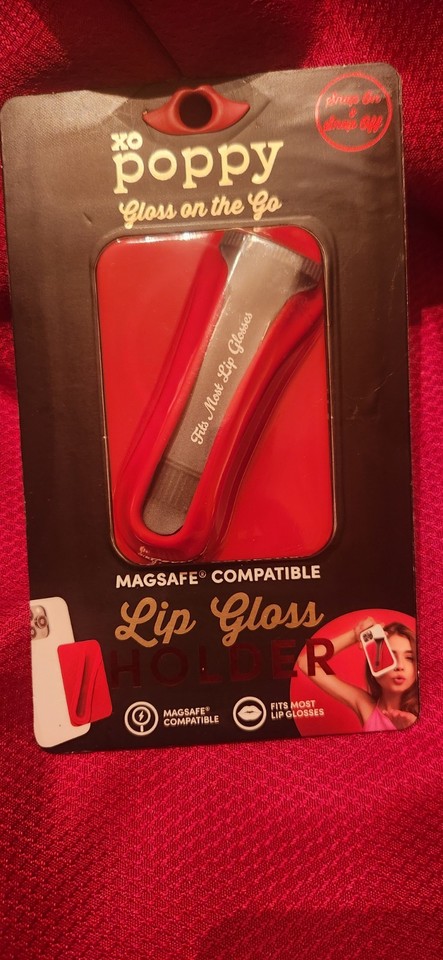 Snap On
&
Snap Off
XO
poppy
Gloss on the Go
Fits Most Lip Glosses
MAGSAFE® COMPATIBLE
Lip Gloss
HOLDER
MAGSAFE®
COMPATIBLE
FITS MOST
LIP GLOSSES